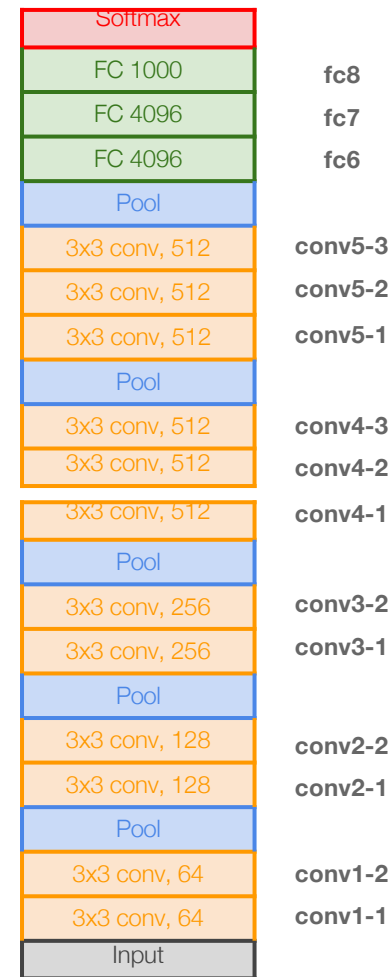 Softmax
FC 1000 fc8
FC 4096 fc7
FC 4096 fc6
Pool
3x3 conv, 512 conv5-3
3x3 conv, 512 conv5-2
3x3 conv, 512 conv5-1
Pool
3x3 conv, 512 conv4-3
3x3 conv, 512 conv4-2
3x3 conv, 512 conv4-1
Pool
3x3 conv, 256 conv3-2
3x3 conv, 256 conv3-1
Pool
3x3 conv, 128 conv2-2
3x3 conv, 128 conv2-1
Pool
3x3 conv, 64 conv1-2
3x3 conv, 64 conv1-1
Input